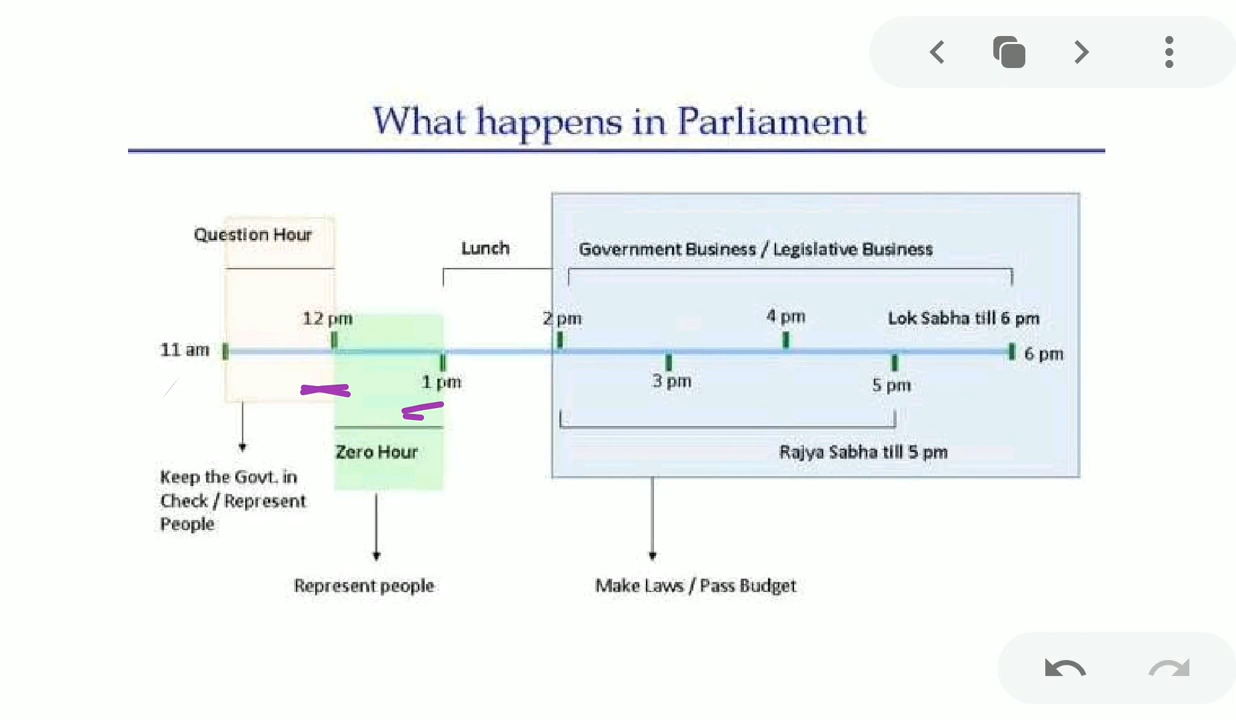 What happens in Parliament
Question Hour
Lunch
Government Business / Legislative Business
12 pm
2 pm
4 pm
Lok Sabha till 6 pm
11 am
6 pm
1 pm
3 pm
5 pm
Zero Hour
Rajya Sabha till 5 pm
Keep the Govt. in
Check / Represent
People
Represent people
Make Laws / Pass Budget